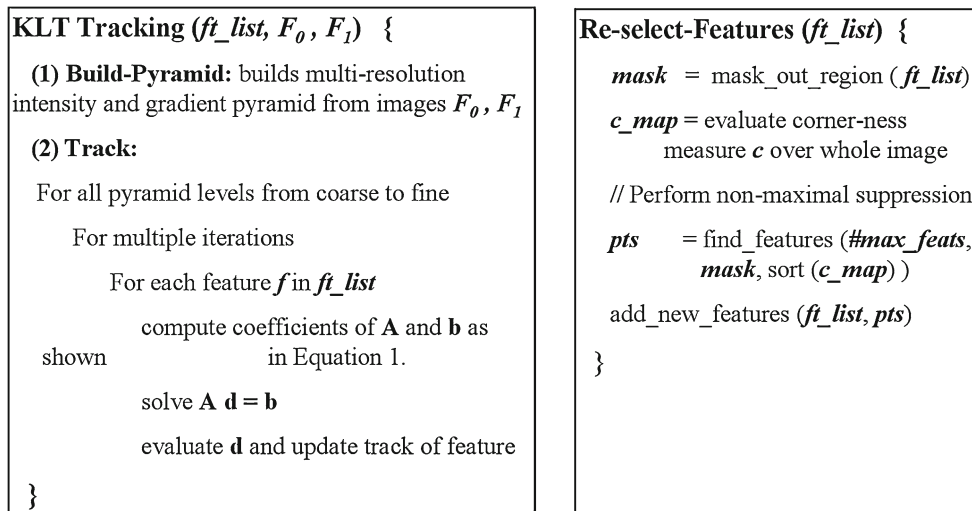 KLT Tracking (ft_list, F0 , F1) {
(1) Build-Pyramid: builds multi-resolution
intensity and gradient pyramid from images F0 , F1
(2) Track:
For all pyramid levels from coarse to fine
For multiple iterations
For each feature f in ft_list
compute coefficients of A and b as
shown in Equation 1.
solve A d = b
evaluate d and update track of feature
}
Re-select-Features (ft_list) {
mask = mask_out_region ( ft_list)
c_map = evaluate corner-ness
measure c over whole image
// Perform non-maximal suppression
pts = find_features (#max_feats,
mask, sort (c_map) )
add_new_features (ft_list, pts)
}